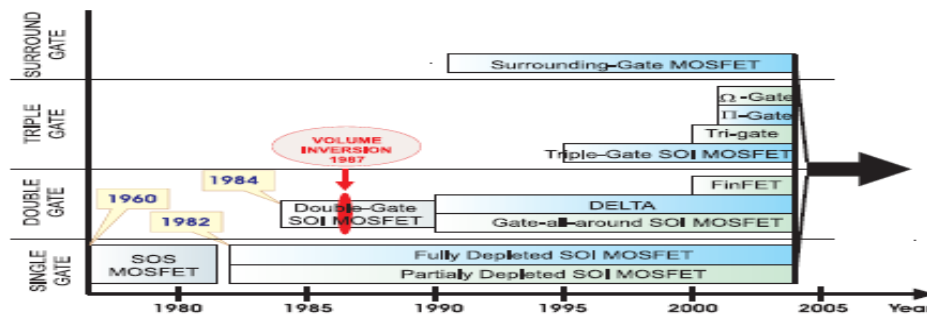 SURROUND
GATE
Surrounding-Gate MOSFET
TRIPLE
GATE
Ω-Gate
Π-Gate
Tri-gate
Triple-Gate SOI MOSFET
VOLUME
INVERSION
1987
DOUBLE
GATE
1984
1960
1982
FinFET
Double-Gate
SOI MOSFET
DELTA
Gate-all-around SOI MOSFET
SINGLE
GATE
SOS
MOSFET
Fully Depleted SOI MOSFET
Partialy Depleted SOI MOSFET
1980 1985 1990 1995 2000 2005 Year